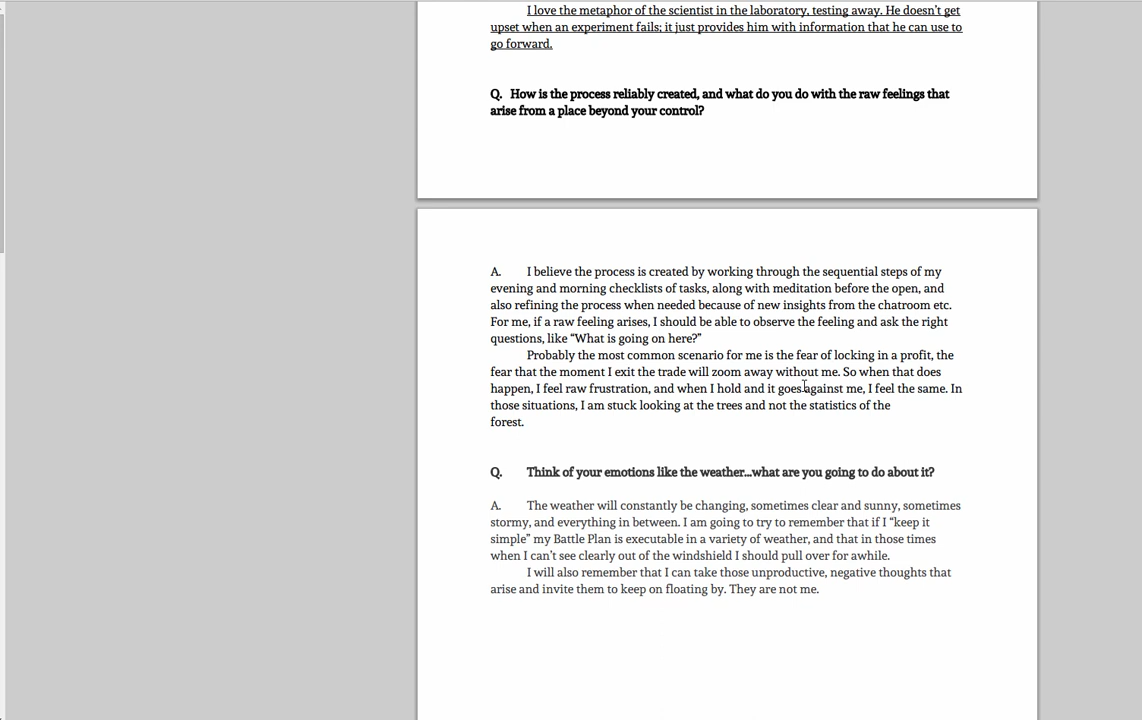 I love the metaphor of the scientist in the laboratory, testing away. He doesn't get
upset when an experiment fails; it just provides him with information that he can use to
go forward.
Q. How is the process reliably created, and what do you do with the raw feelings that
arise from a place beyond your control?
A. I believe the process is created by working through the sequential steps of my
evening and morning checklists of tasks, along with meditation before the open, and
also refining the process when needed because of new insights from the chatroom etc.
For me, if a raw feeling arises, I should be able to observe the feeling and ask the right
questions, like “What is going on here?”
Probably the most common scenario for me is the fear of locking in a profit, the
fear that the moment I exit the trade will zoom away without me. So when that does
happen, I feel raw frustration, and when I hold and it goes against me, I feel the same. In
those situations, I am stuck looking at the trees and not the statistics of the
forest.
Q. Think of your emotions like the weather...what are you going to do about it?
A. The weather will constantly be changing, sometimes clear and sunny, sometimes
stormy, and everything in between. I am going to try to remember that if I “keep it
simple” my Battle Plan is executable in a variety of weather, and that in those times
when I can't see clearly out of the windshield I should pull over for awhile.
I will also remember that I can take those unproductive, negative thoughts that
arise and invite them to keep on floating by. They are not me.